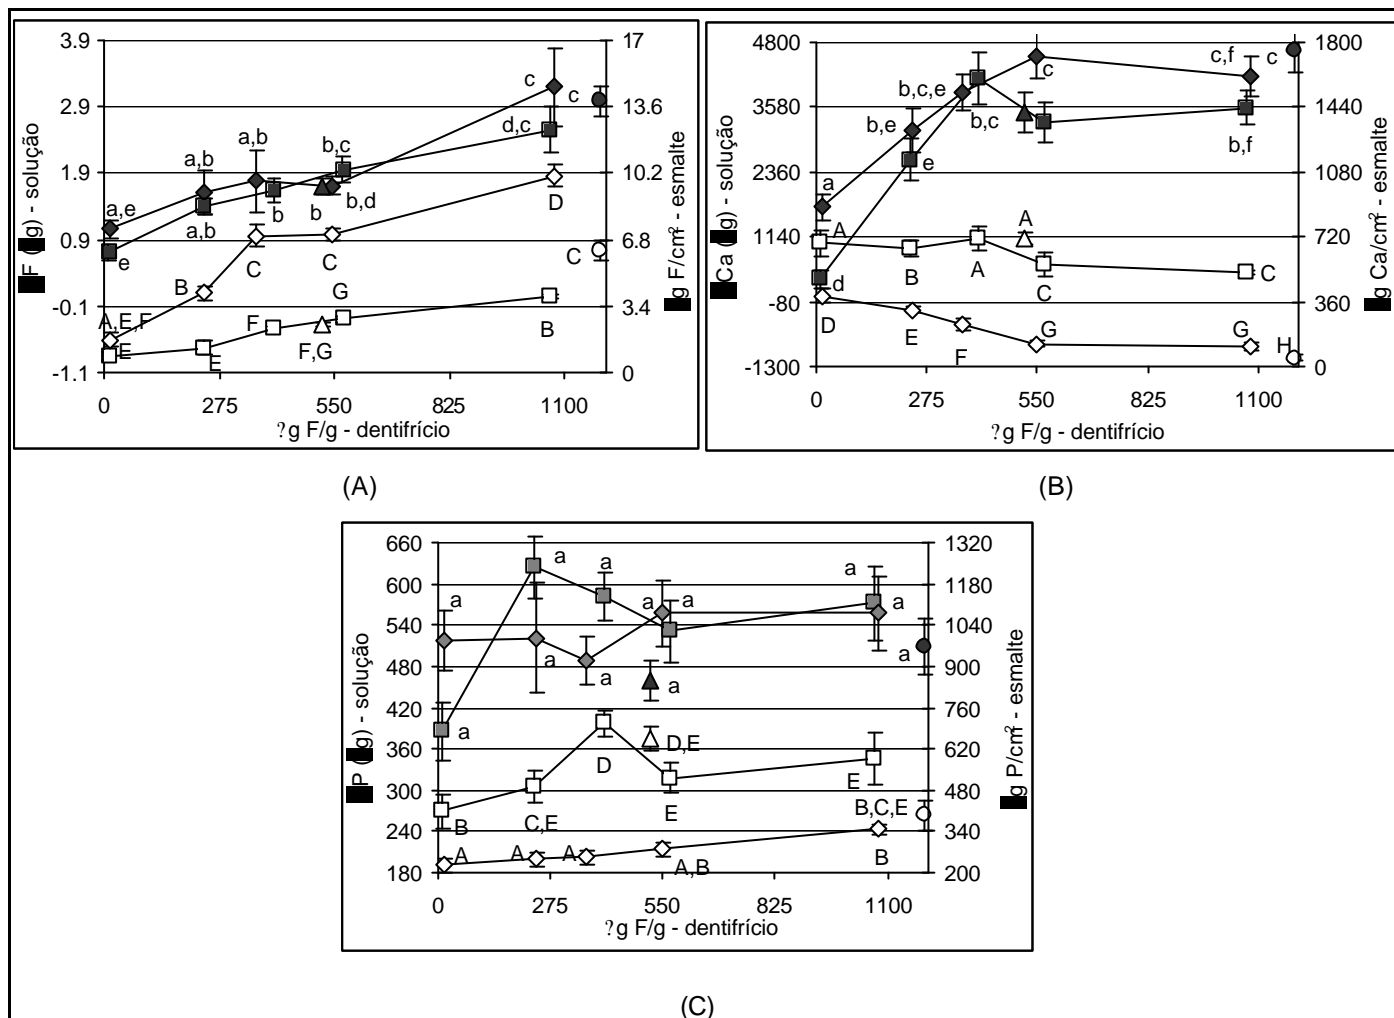 3.9
2.9
1.9
0.9
-0.1
-1.1
17
13.6
10.2
6.8
3.4
0
0
275
550
825
1100
F ( g) - solução
g F/cm² - esmalte
?g F/g - dentifrício
a,e
a,b
a,b
b,c
c
c
d,c
e
a,b
b
b
b,d
D
C
B
C
C
G
A,E,F
E
E
F
F,G
B
(A)
4800
3580
2360
1140
-80
-1300
1800
1440
1080
720
360
0
0
275
550
825
1100
Ca ( g) - solução
g Ca/cm² - esmalte
?g F/g - dentifrício
a
b,e
b,c,e
c
c,f
c
b,c
e
b,f
d
A
B
A
A
C
C
D
E
F
G
G
H
(B)
660
600
540
480
420
360
300
240
180
1320
1180
1040
900
760
620
480
340
200
0
275
550
825
1100
P ( g) - solução
g P/cm² - esmalte
?g F/g - dentifrício
a
a
a
a
a
a
a
a
a
a
a
a
D
D,E
B
C,E
E
E
B,C,E
A
A
A
A,B
B
(C)